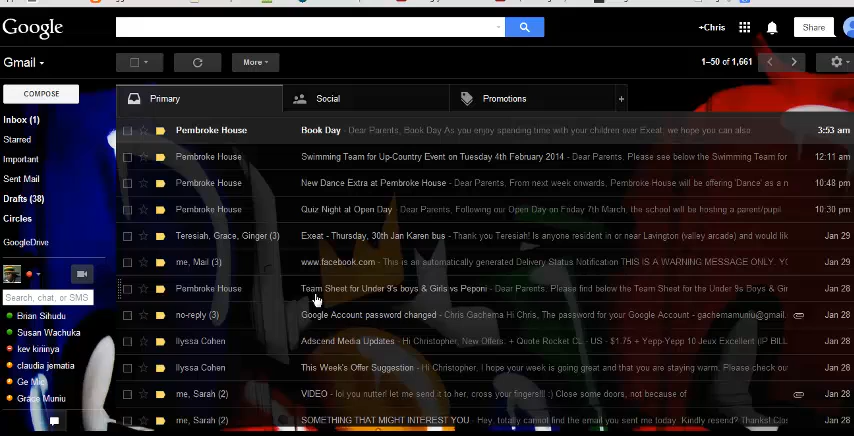 Google
+Chris
Share
Gmail
More
1–50 of 1,661
COMPOSE
Primary
Social
Promotions
+
Inbox (1)
Starred
Important
Sent Mail
Drafts (38)
Circles
GoogleDrive
Search, chat, or SMS
Brian Sihudu
Susan Wachuka
kev kiriinya
claudia jematia
Ge Mic
Grace Muniu
Pembroke House Book Day - Dear Parents, Book Day As you enjoy spending time with your children over Exeat, we hope you can also 3:53 am
Pembroke House Swimming Team for Up-Country Event on Tuesday 4th February 2014 - Dear Parents. Please see below the Swimming Team for 12:11 am
Pembroke House New Dance Extra at Pembroke House - Dear Parents, From next week onwards, Pembroke House will be offering 'Dance' as a n 10:48 pm
Pembroke House Quiz Night at Open Day - Dear Parents, Following our Open Day on Friday 7th March, the school will be hosting a parent/pupil 10:30 pm
Teresiah, Grace, Ginger (3) Exeat - Thursday, 30th Jan Karen bus - Thank you Teresiah! Is anyone resident in or near Lavington (valley arcade) and would lik Jan 29
me, Mail (3) www.facebook.com - This is an automatically generated Delivery Status Notification THIS IS A WARNING MESSAGE ONLY. YO Jan 29
Pembroke House Team Sheet for Under 9's boys & Girls vs Peponi - Dear Parents. Please find below the Team Sheet for the Under 9s Boys & Gir Jan 28
no-reply (3) Google Account password changed - Chris Gachema Hi Chris, The password for your Google Account - gachemamuniu@gmail. Jan 28
Ilyssa Cohen Adscend Media Updates - Hi Christopher, New Offers: + Quote Rocket CL - US - $1.75 + Yepp-Yepp 10 Jeux Excellent (IP BILL Jan 28
Ilyssa Cohen This Week's Offer Suggestion - Hi Christopher, I hope your week is going great and that you are staying warm. Please check ou Jan 28
me, Sarah (2) VIDEO - lol you nutter! let me send it to her, cross your fingers!!! :) Close some doors, not because of Jan 28
me, Sarah (2) SOMETHING THAT MIGHT INTEREST YOU - Hey, totally cannot find the email you sent me today. Kindly resend? Thanks! Clas Jan 28